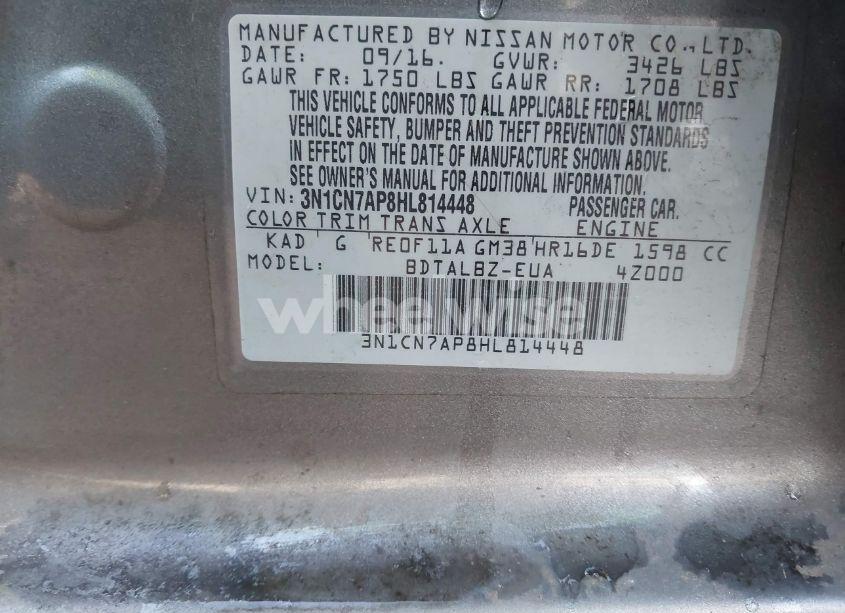 MANUFACTURED BY NISSAN MOTOR CO., LTD.
DATE: 09/16. GVWR: 3426 LBS
GAWR FR: 1750 LBS GAWR RR: 1708 LBS
THIS VEHICLE CONFORMS TO ALL APPLICABLE FEDERAL MOTOR
VEHICLE SAFETY, BUMPER AND THEFT PREVENTION STANDARDS
IN EFFECT ON THE DATE OF MANUFACTURE SHOWN ABOVE.
SEE OWNER'S MANUAL FOR ADDITIONAL INFORMATION.
VIN: 3N1CN7AP8HL814448 PASSENGER CAR.
COLOR TRIM TRANS AXLE ENGINE
KAD G RE0F11A GM38 HR16DE 1598 CC
MODEL: BDTALBZ-EUA 4Z000
wheelwise
3N1CN7AP8HL814448